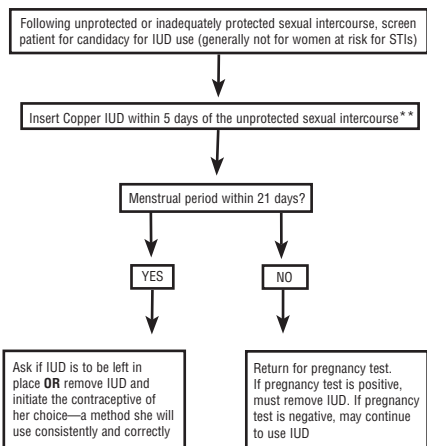 Following unprotected or inadequately protected sexual intercourse, screen
patient for candidacy for IUD use (generally not for women at risk for STIs)
Insert Copper IUD within 5 days of the unprotected sexual intercourse**
Menstrual period within 21 days?
YES
NO
Ask if IUD is to be left in
place OR remove IUD and
initiate the contraceptive of
her choice—a method she will
use consistently and correctly
Return for pregnancy test.
If pregnancy test is positive,
must remove IUD. If pregnancy
test is negative, may continue
to use IUD